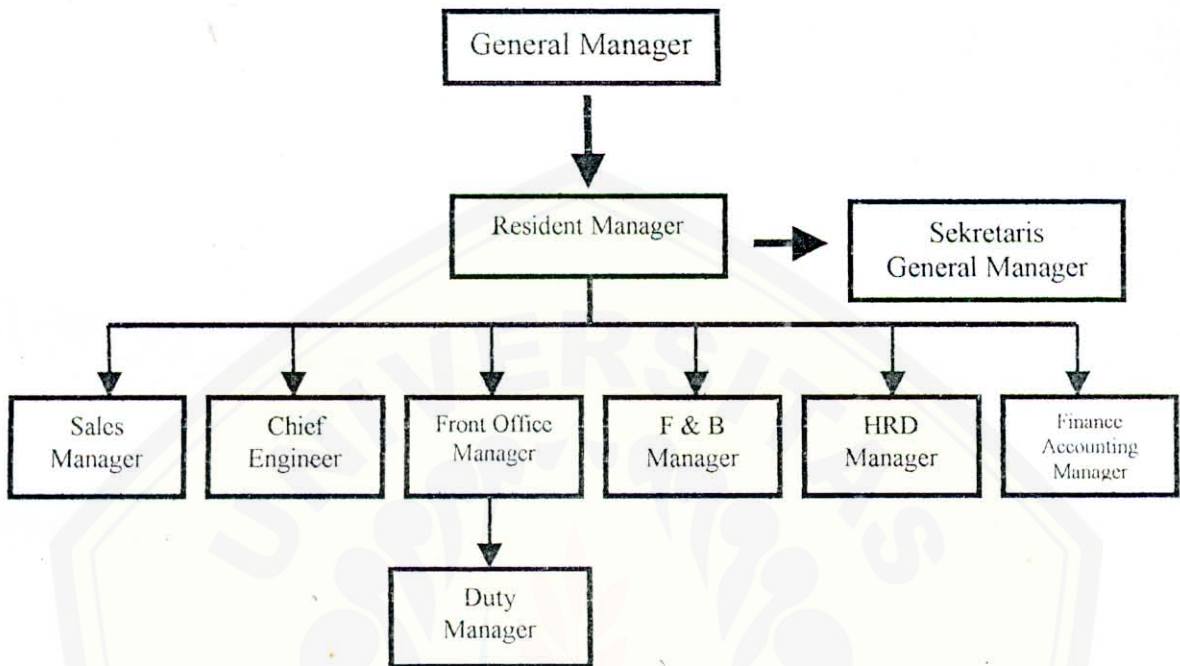 General Manager
Resident Manager
Sekretaris
General Manager
Sales
Manager
Chief
Engineer
Front Office
Manager
F & B
Manager
HRD
Manager
Finance
Accounting
Manager
Duty
Manager
UNIVERSITAS